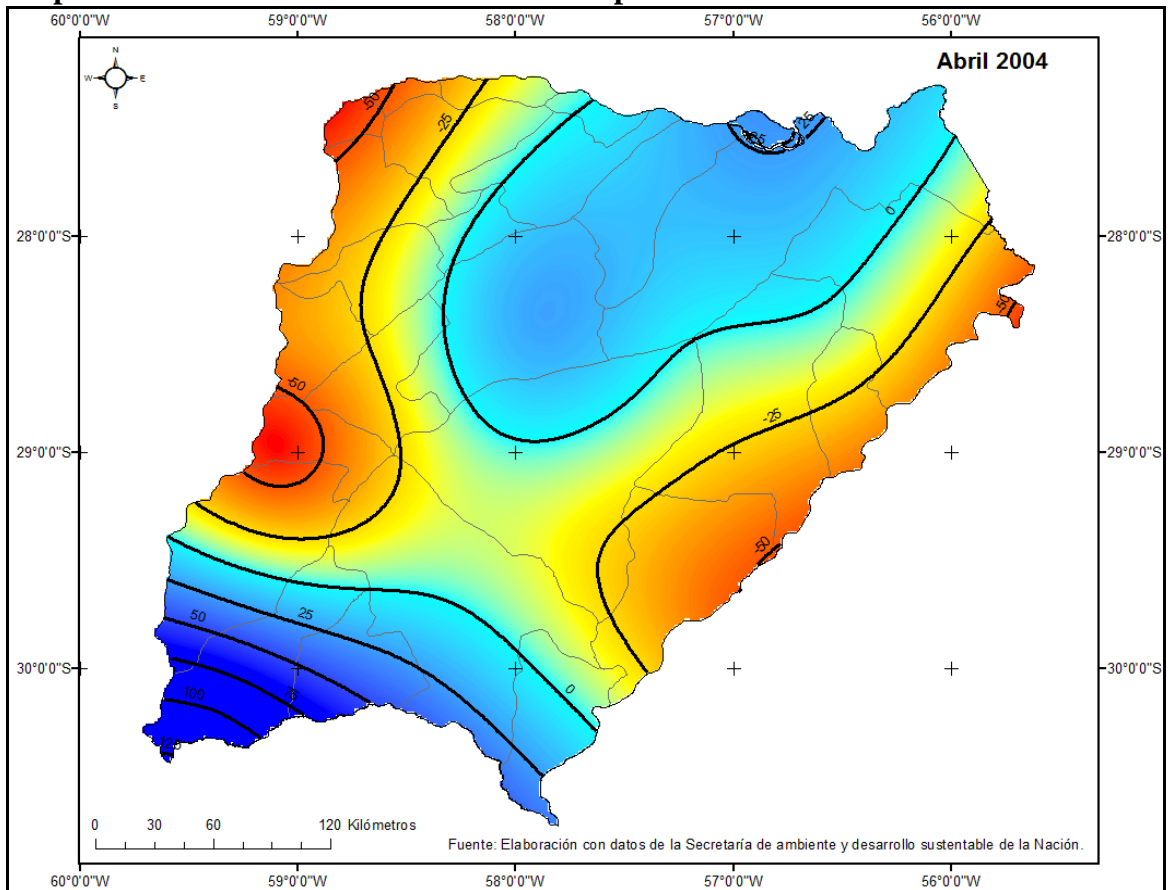 60°0'0"W 59°0'0"W 58°0'0"W 57°0'0"W 56°0'0"W
Abril 2004
N
W E
S
-50
-25
25
0
28°0'0"S 28°0'0"S
-50
-50
-25
29°0'0"S 29°0'0"S
-50
25
50
0
30°0'0"S 30°0'0"S
75
100
125
0 30 60 120 Kilómetros
Fuente: Elaboración con datos de la Secretaría de ambiente y desarrollo sustentable de la Nación.
60°0'0"W 59°0'0"W 58°0'0"W 57°0'0"W 56°0'0"W